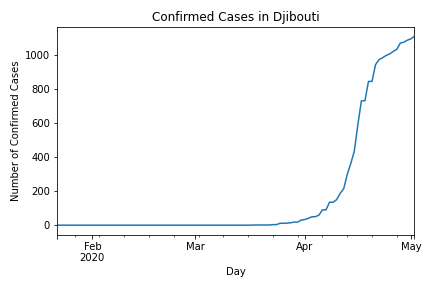 Confirmed Cases in Djibouti
Number of Confirmed Cases
1000
800
600
400
200
0
Feb
2020
Mar
Apr
May
Day